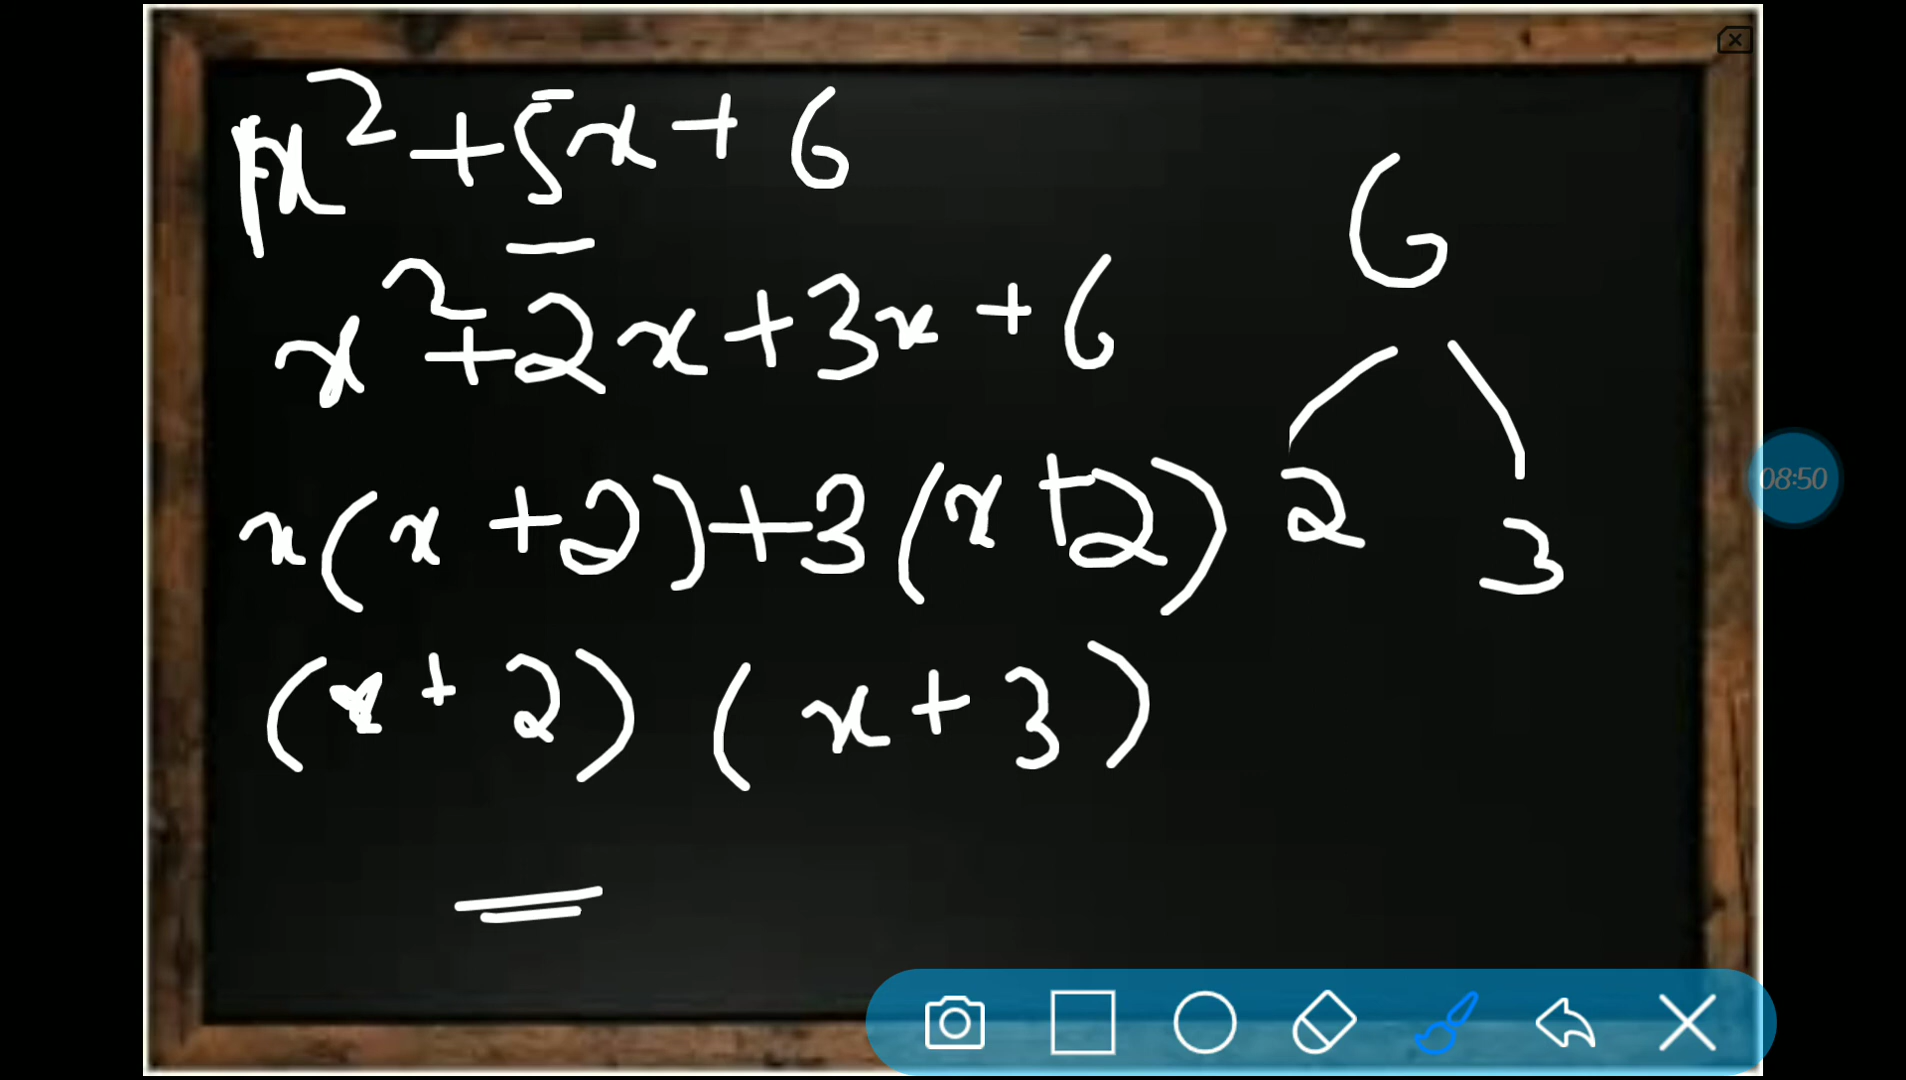 x² + 5x + 6
x² + 2x + 3x + 6
x(x + 2) + 3(x + 2)
(x + 2) (x + 3)
6
2 3
08:50